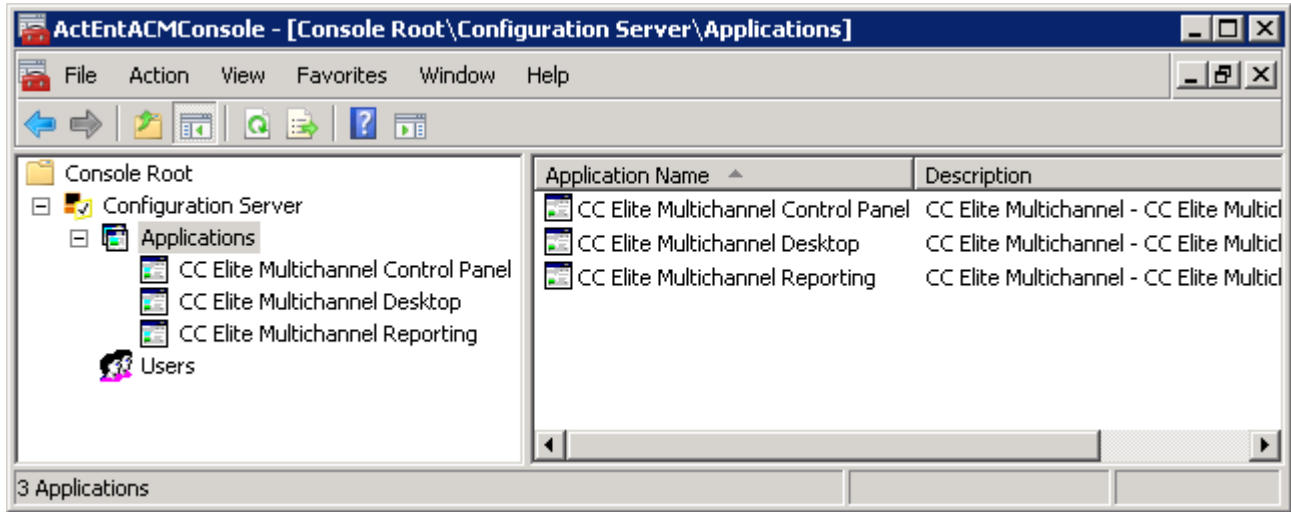 ActEntACMConsole - [Console Root\Configuration Server\Applications]
File Action View Favorites Window Help
Console Root
Configuration Server
Applications
CC Elite Multichannel Control Panel
CC Elite Multichannel Desktop
CC Elite Multichannel Reporting
Users
Application Name Description
CC Elite Multichannel Control Panel CC Elite Multichannel - CC Elite Multicl
CC Elite Multichannel Desktop CC Elite Multichannel - CC Elite Multicl
CC Elite Multichannel Reporting CC Elite Multichannel - CC Elite Multicl
3 Applications